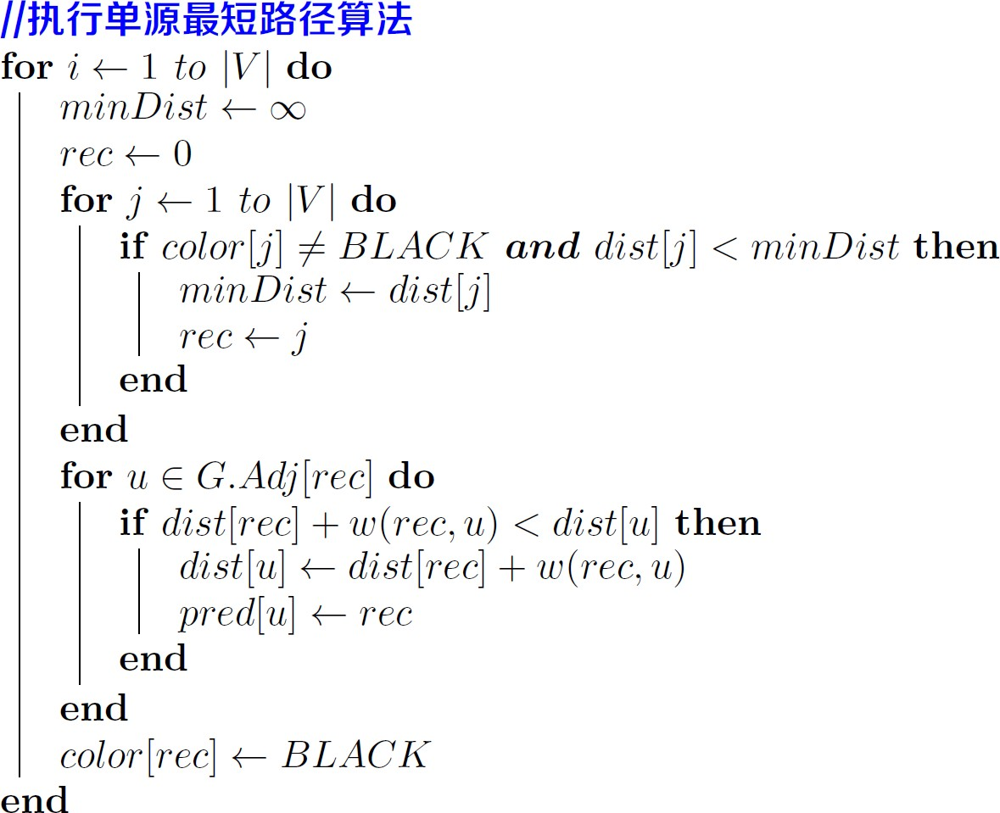 //执行单源最短路径算法
for i ← 1 to |V| do
minDist ← ∞
rec ← 0
for j ← 1 to |V| do
if color[j] ≠ BLACK and dist[j] < minDist then
minDist ← dist[j]
rec ← j
end
end
for u ∈ G.Adj[rec] do
if dist[rec] + w(rec, u) < dist[u] then
dist[u] ← dist[rec] + w(rec, u)
pred[u] ← rec
end
end
color[rec] ← BLACK
end